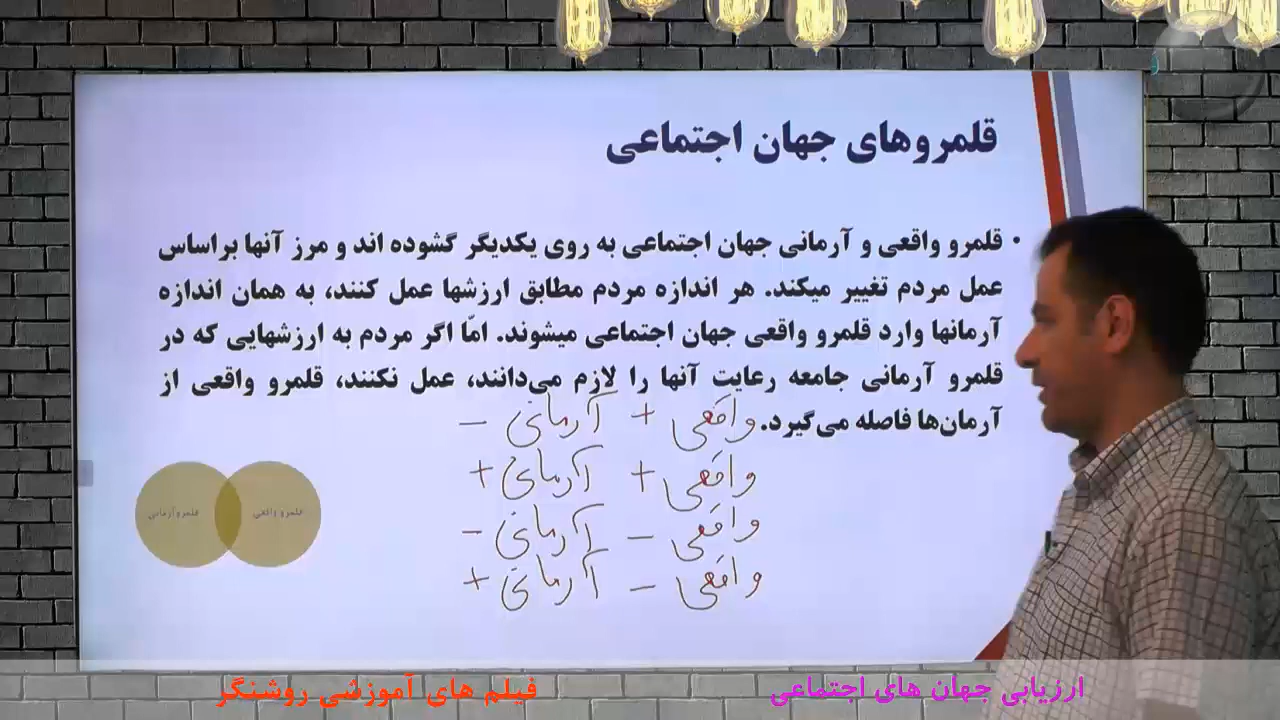 قلمروهای جهان اجتماعی
• قلمرو واقعی و آرمانی جهان اجتماعی به روی یکدیگر گشوده اند و مرز آنها براساس
عمل مردم تغییر میکند. هر اندازه مردم مطابق ارزشها عمل کنند، به همان اندازه
آرمانها وارد قلمرو واقعی جهان اجتماعی میشوند. امّا اگر مردم به ارزشهایی که در
قلمرو آرمانی جامعه رعایت آنها را لازم می‌دانند، عمل نکنند، قلمرو واقعی از
آرمان‌ها فاصله می‌گیرد.
واقعی + آرمانی -
واقعی + آرمانی +
واقعی - آرمانی -
واقعی - آرمانی +
قلمرو واقعی
قلمرو آرمانی
ارزیابی جهان های اجتماعی
فیلم های آموزشی روشنگر